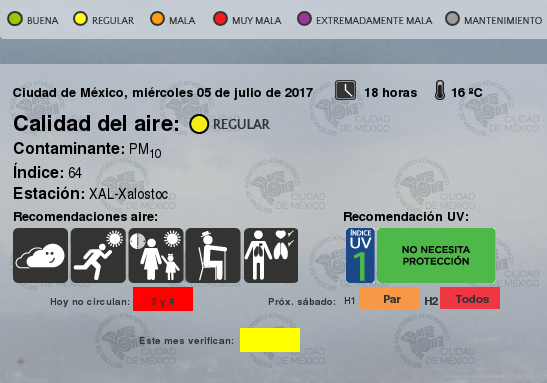 BUENA REGULAR MALA MUY MALA EXTREMADAMENTE MALA MANTENIMIENTO
Ciudad de México, miércoles 05 de julio de 2017 18 horas 16 ºC
Calidad del aire: REGULAR
Contaminante: PM10
Índice: 64
Estación: XAL-Xalostoc
Recomendaciones aire: Recomendación UV:
ÍNDICE
UV
1
NO NECESITA
PROTECCIÓN
Hoy no circulan: 3 y 4 Próx. sábado: H1 Par H2 Todos
Este mes verifican:
MONITOREO ATMOSFÉRICO
CIUDAD
DE MÉXICO